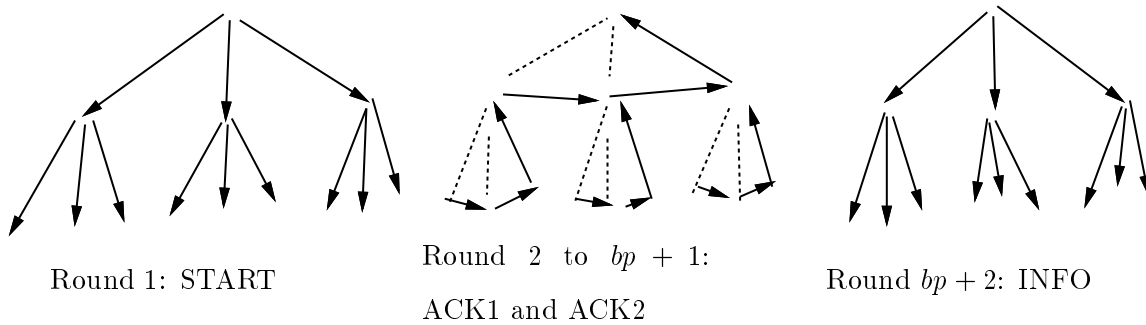 Round 1: START
Round 2 to bp + 1:
ACK1 and ACK2
Round bp + 2: INFO